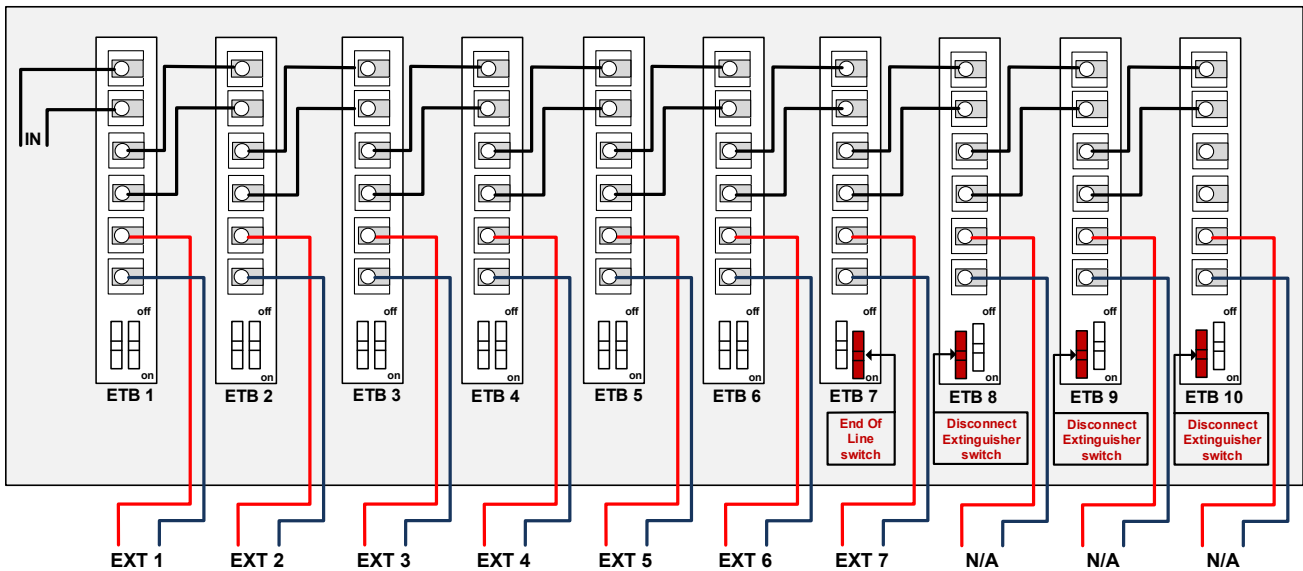 IN
off off off off off off off off off off
on on on on on on on on on on
ETB 1 ETB 2 ETB 3 ETB 4 ETB 5 ETB 6 ETB 7 ETB 8 ETB 9 ETB 10
End Of
Line
switch
Disconnect
Extinguisher
switch
Disconnect
Extinguisher
switch
Disconnect
Extinguisher
switch
EXT 1 EXT 2 EXT 3 EXT 4 EXT 5 EXT 6 EXT 7 N/A N/A N/A